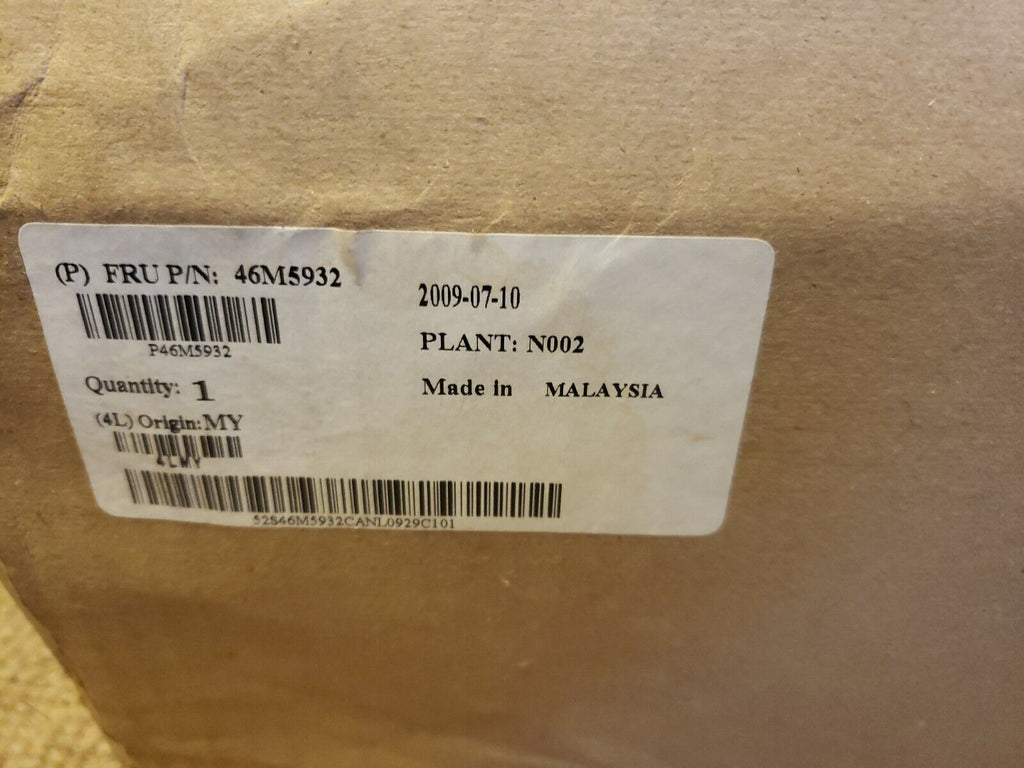 (P) FRU P/N: 46M5932
P46M5932
Quantity: 1
(4L) Origin:MY
4LMY
52S46M5932CANL0929C101
2009-07-10
PLANT: N002
Made in MALAYSIA